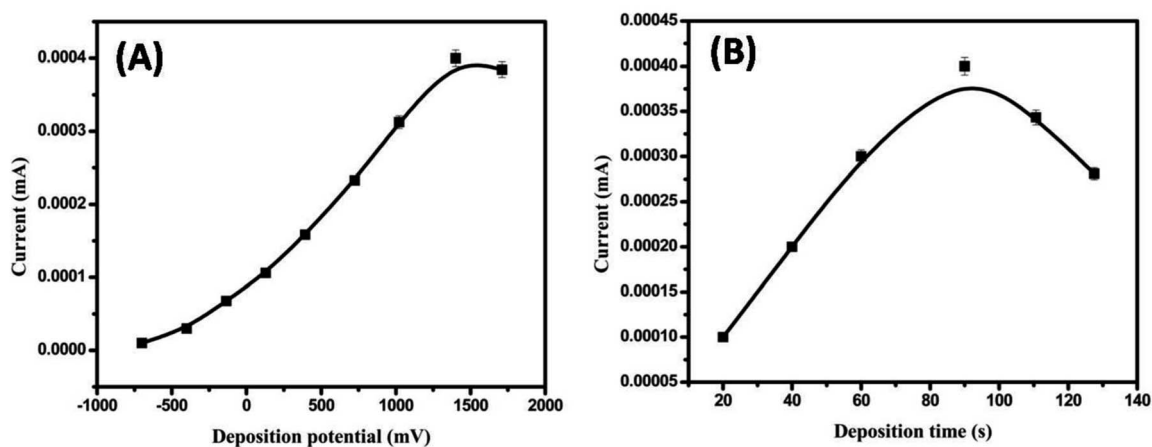 (A)
0.0004
0.0003
0.0002
0.0001
0.0000
Current (mA)
-1000 -500 0 500 1000 1500 2000
Deposition potential (mV)
(B)
0.00045
0.00040
0.00035
0.00030
0.00025
0.00020
0.00015
0.00010
0.00005
Current (mA)
20 40 60 80 100 120 140
Deposition time (s)